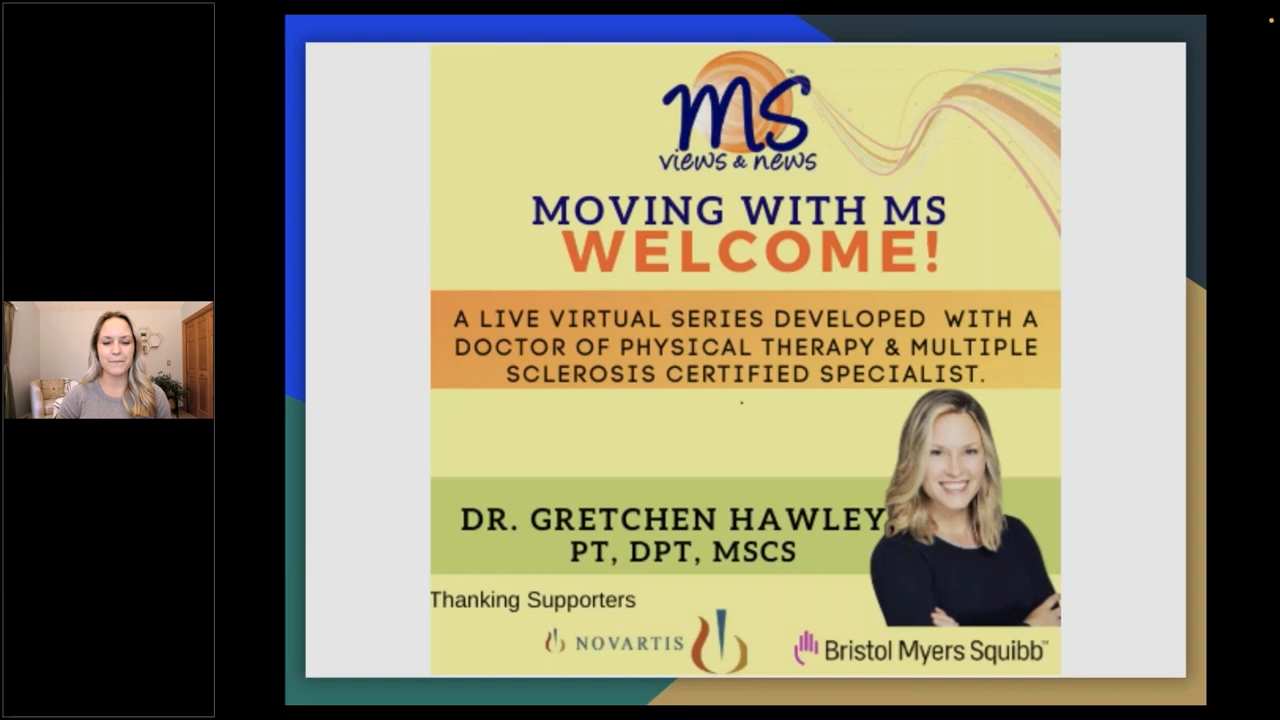 MS
views & news
MOVING WITH MS
WELCOME!
A LIVE VIRTUAL SERIES DEVELOPED WITH A
DOCTOR OF PHYSICAL THERAPY & MULTIPLE
SCLEROSIS CERTIFIED SPECIALIST.
DR. GRETCHEN HAWLEY
PT, DPT, MSCS
Thanking Supporters
NOVARTIS
Bristol Myers Squibb™